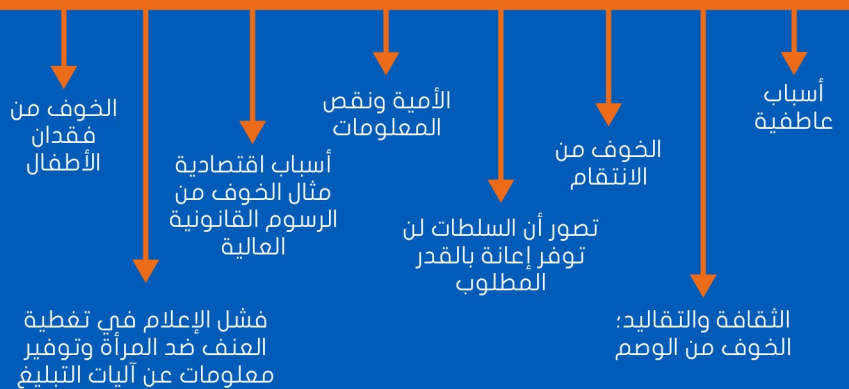 أسباب
عاطفية
الثقافة والتقاليد؛
الخوف من الوصم
الخوف من
الانتقام
تصور أن السلطات لن
توفر إعانة بالقدر
المطلوب
الأمية ونقص
المعلومات
أسباب اقتصادية
مثال الخوف من
الرسوم القانونية
العالية
فشل الإعلام في تغطية
العنف ضد المرأة وتوفير
معلومات عن آليات التبليغ
الخوف من
فقدان
الأطفال